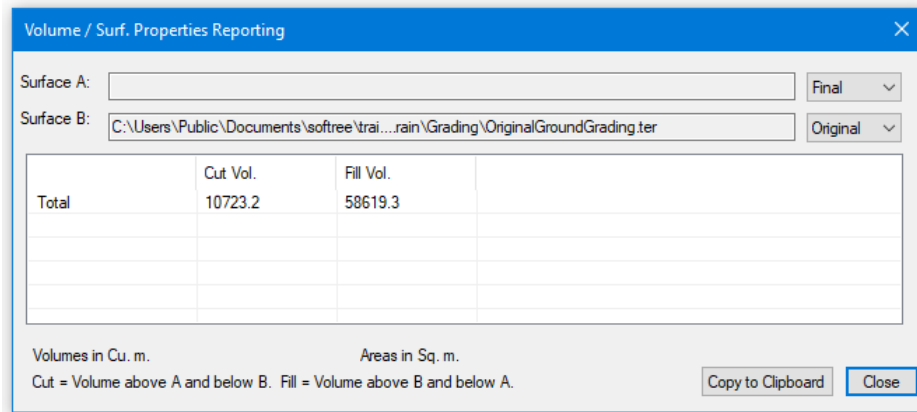 Volume / Surf. Properties Reporting
Surface A:
Final
Surface B:
C:\Users\Public\Documents\softree\trai....rain\Grading\OriginalGroundGrading.ter
Original
Cut Vol. Fill Vol.
Total 10723.2 58619.3
Volumes in Cu. m. Areas in Sq. m.
Cut = Volume above A and below B. Fill = Volume above B and below A.
Copy to Clipboard
Close